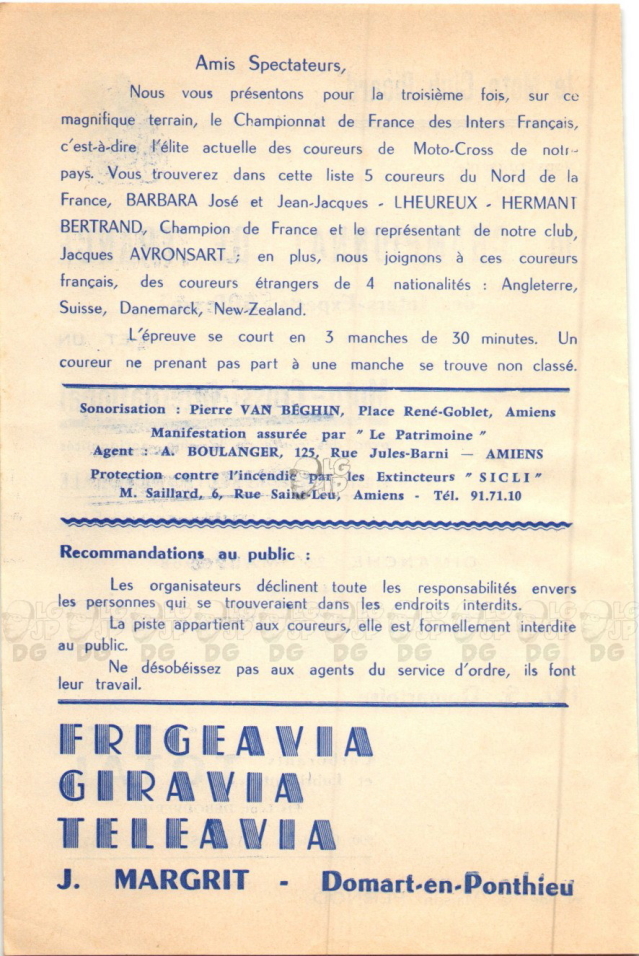 Amis Spectateurs,
Nous vous présentons pour la troisième fois, sur ce
magnifique terrain, le Championnat de France des Inters Français,
c'est-à-dire l'élite actuelle des coureurs de Moto-Cross de notr
pays. Vous trouverez dans cette liste 5 coureurs du Nord de la
France, BARBARA José et Jean-Jacques - LHEUREUX - HERMANT
BERTRAND, Champion de France et le représentant de notre club,
Jacques AVRONSART ; en plus, nous joignons à ces coureurs
français, des coureurs étrangers de 4 nationalités : Angleterre,
Suisse, Danemarck, New-Zealand.
L'épreuve se court en 3 manches de 30 minutes. Un
coureur ne prenant pas part à une manche se trouve non classé.
Sonorisation : Pierre VAN BÉGHIN, Place René-Goblet, Amiens
Manifestation assurée par " Le Patrimoine "
Agent : A. BOULANGER, 125, Rue Jules-Barni — AMIENS
Protection contre l'incendie par les Extincteurs " SICLI "
M. Saillard, 6, Rue Saint-Leu, Amiens - Tél. 91.71.10
Recommandations au public :
Les organisateurs déclinent toute les responsabilités envers
les personnes qui se trouveraient dans les endroits interdits.
La piste appartient aux coureurs, elle est formellement interdite
au public.
Ne désobéissez pas aux agents du service d'ordre, ils font
leur travail.
FRIGEAVIA
GIRAVIA
TELEAVIA
J. MARGRIT - Domart-en-Ponthieu